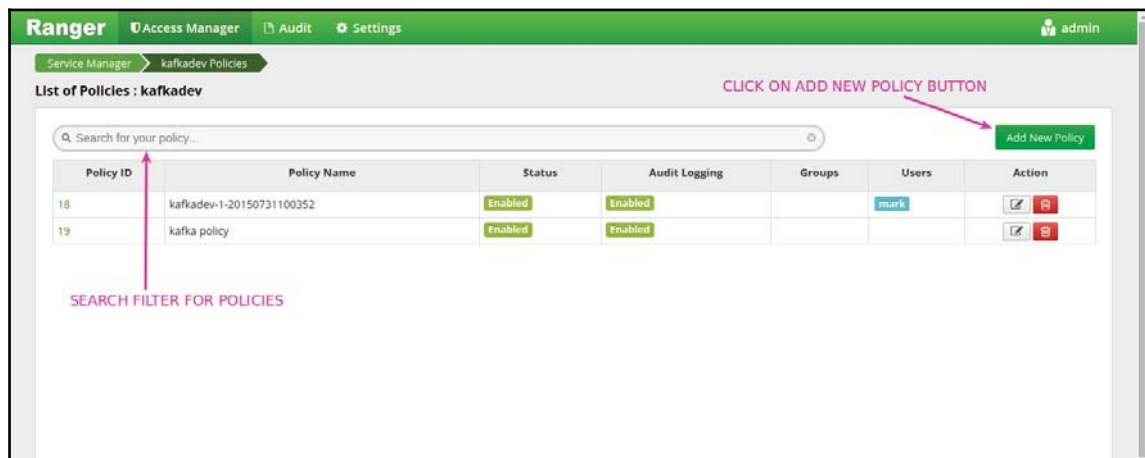 Ranger Access Manager Audit Settings admin
Service Manager kafkadev Policies
List of Policies : kafkadev
CLICK ON ADD NEW POLICY BUTTON
Search for your policy... Add New Policy
Policy ID Policy Name Status Audit Logging Groups Users Action
18 kafkadev-1-20150731100352 Enabled Enabled mark
19 kafka policy Enabled Enabled
SEARCH FILTER FOR POLICIES